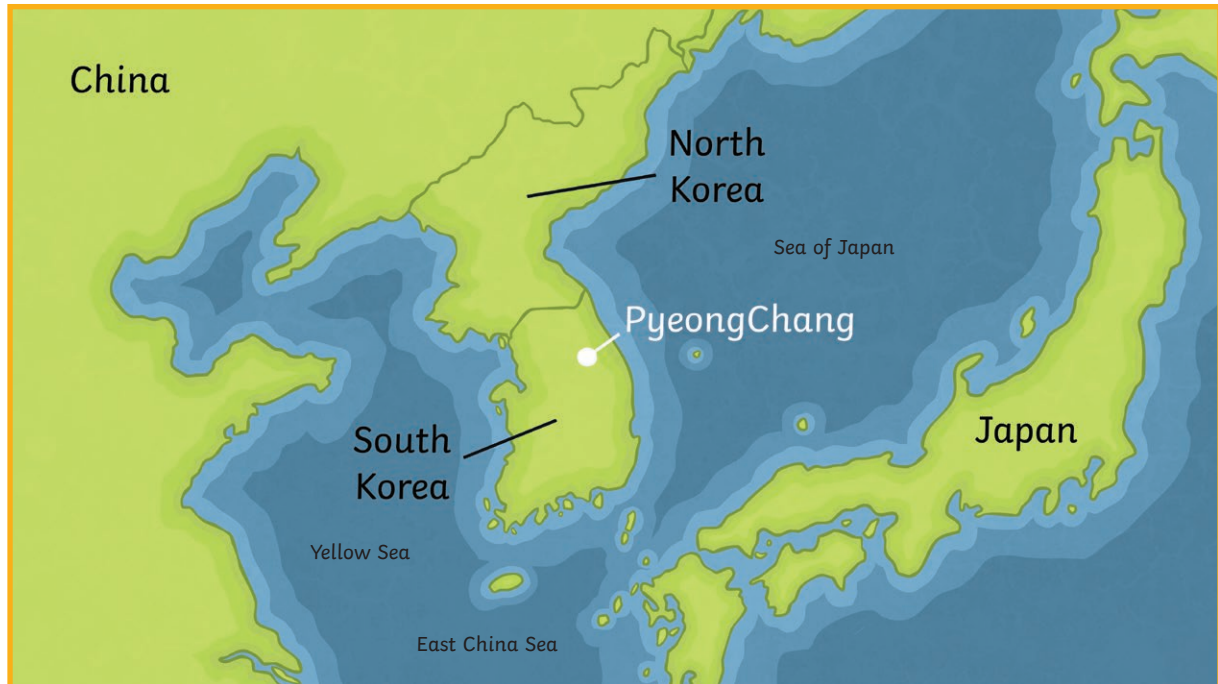 China
North
Korea
Sea of Japan
PyeongChang
South
Korea
Japan
Yellow Sea
East China Sea